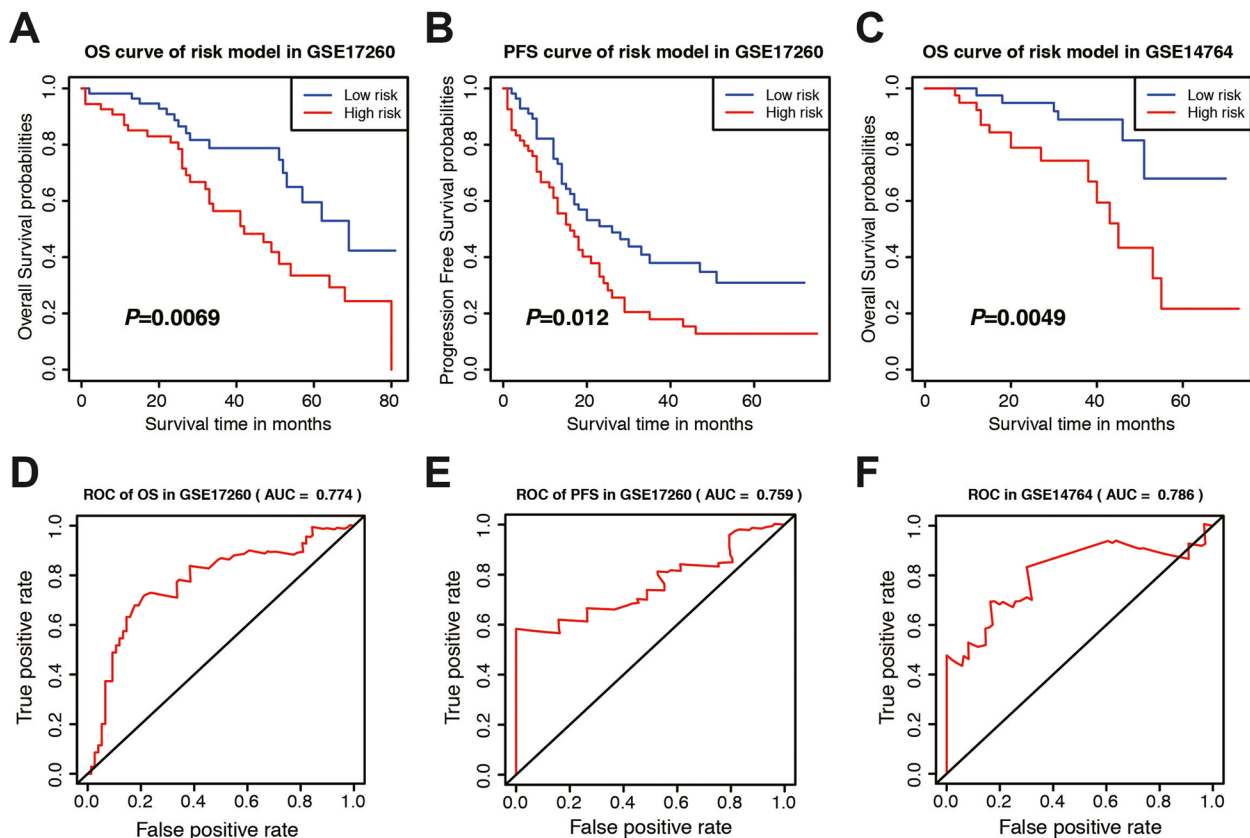 A
OS curve of risk model in GSE17260
Overall Survival probabilities
1.0
0.8
0.6
0.4
0.2
0.0
Low risk
High risk
P=0.0069
0 20 40 60 80
Survival time in months
B
PFS curve of risk model in GSE17260
Progression Free Survival probabilities
1.0
0.8
0.6
0.4
0.2
0.0
Low risk
High risk
P=0.012
0 20 40 60
Survival time in months
C
OS curve of risk model in GSE14764
Overall Survival probabilities
1.0
0.8
0.6
0.4
0.2
0.0
Low risk
High risk
P=0.0049
0 20 40 60
Survival time in months
D
ROC of OS in GSE17260 ( AUC = 0.774 )
True positive rate
1.0
0.8
0.6
0.4
0.2
0.0
0.0 0.2 0.4 0.6 0.8 1.0
False positive rate
E
ROC of PFS in GSE17260 ( AUC = 0.759 )
True positive rate
1.0
0.8
0.6
0.4
0.2
0.0
0.0 0.2 0.4 0.6 0.8 1.0
False positive rate
F
ROC in GSE14764 ( AUC = 0.786 )
True positive rate
1.0
0.8
0.6
0.4
0.2
0.0
0.0 0.2 0.4 0.6 0.8 1.0
False positive rate